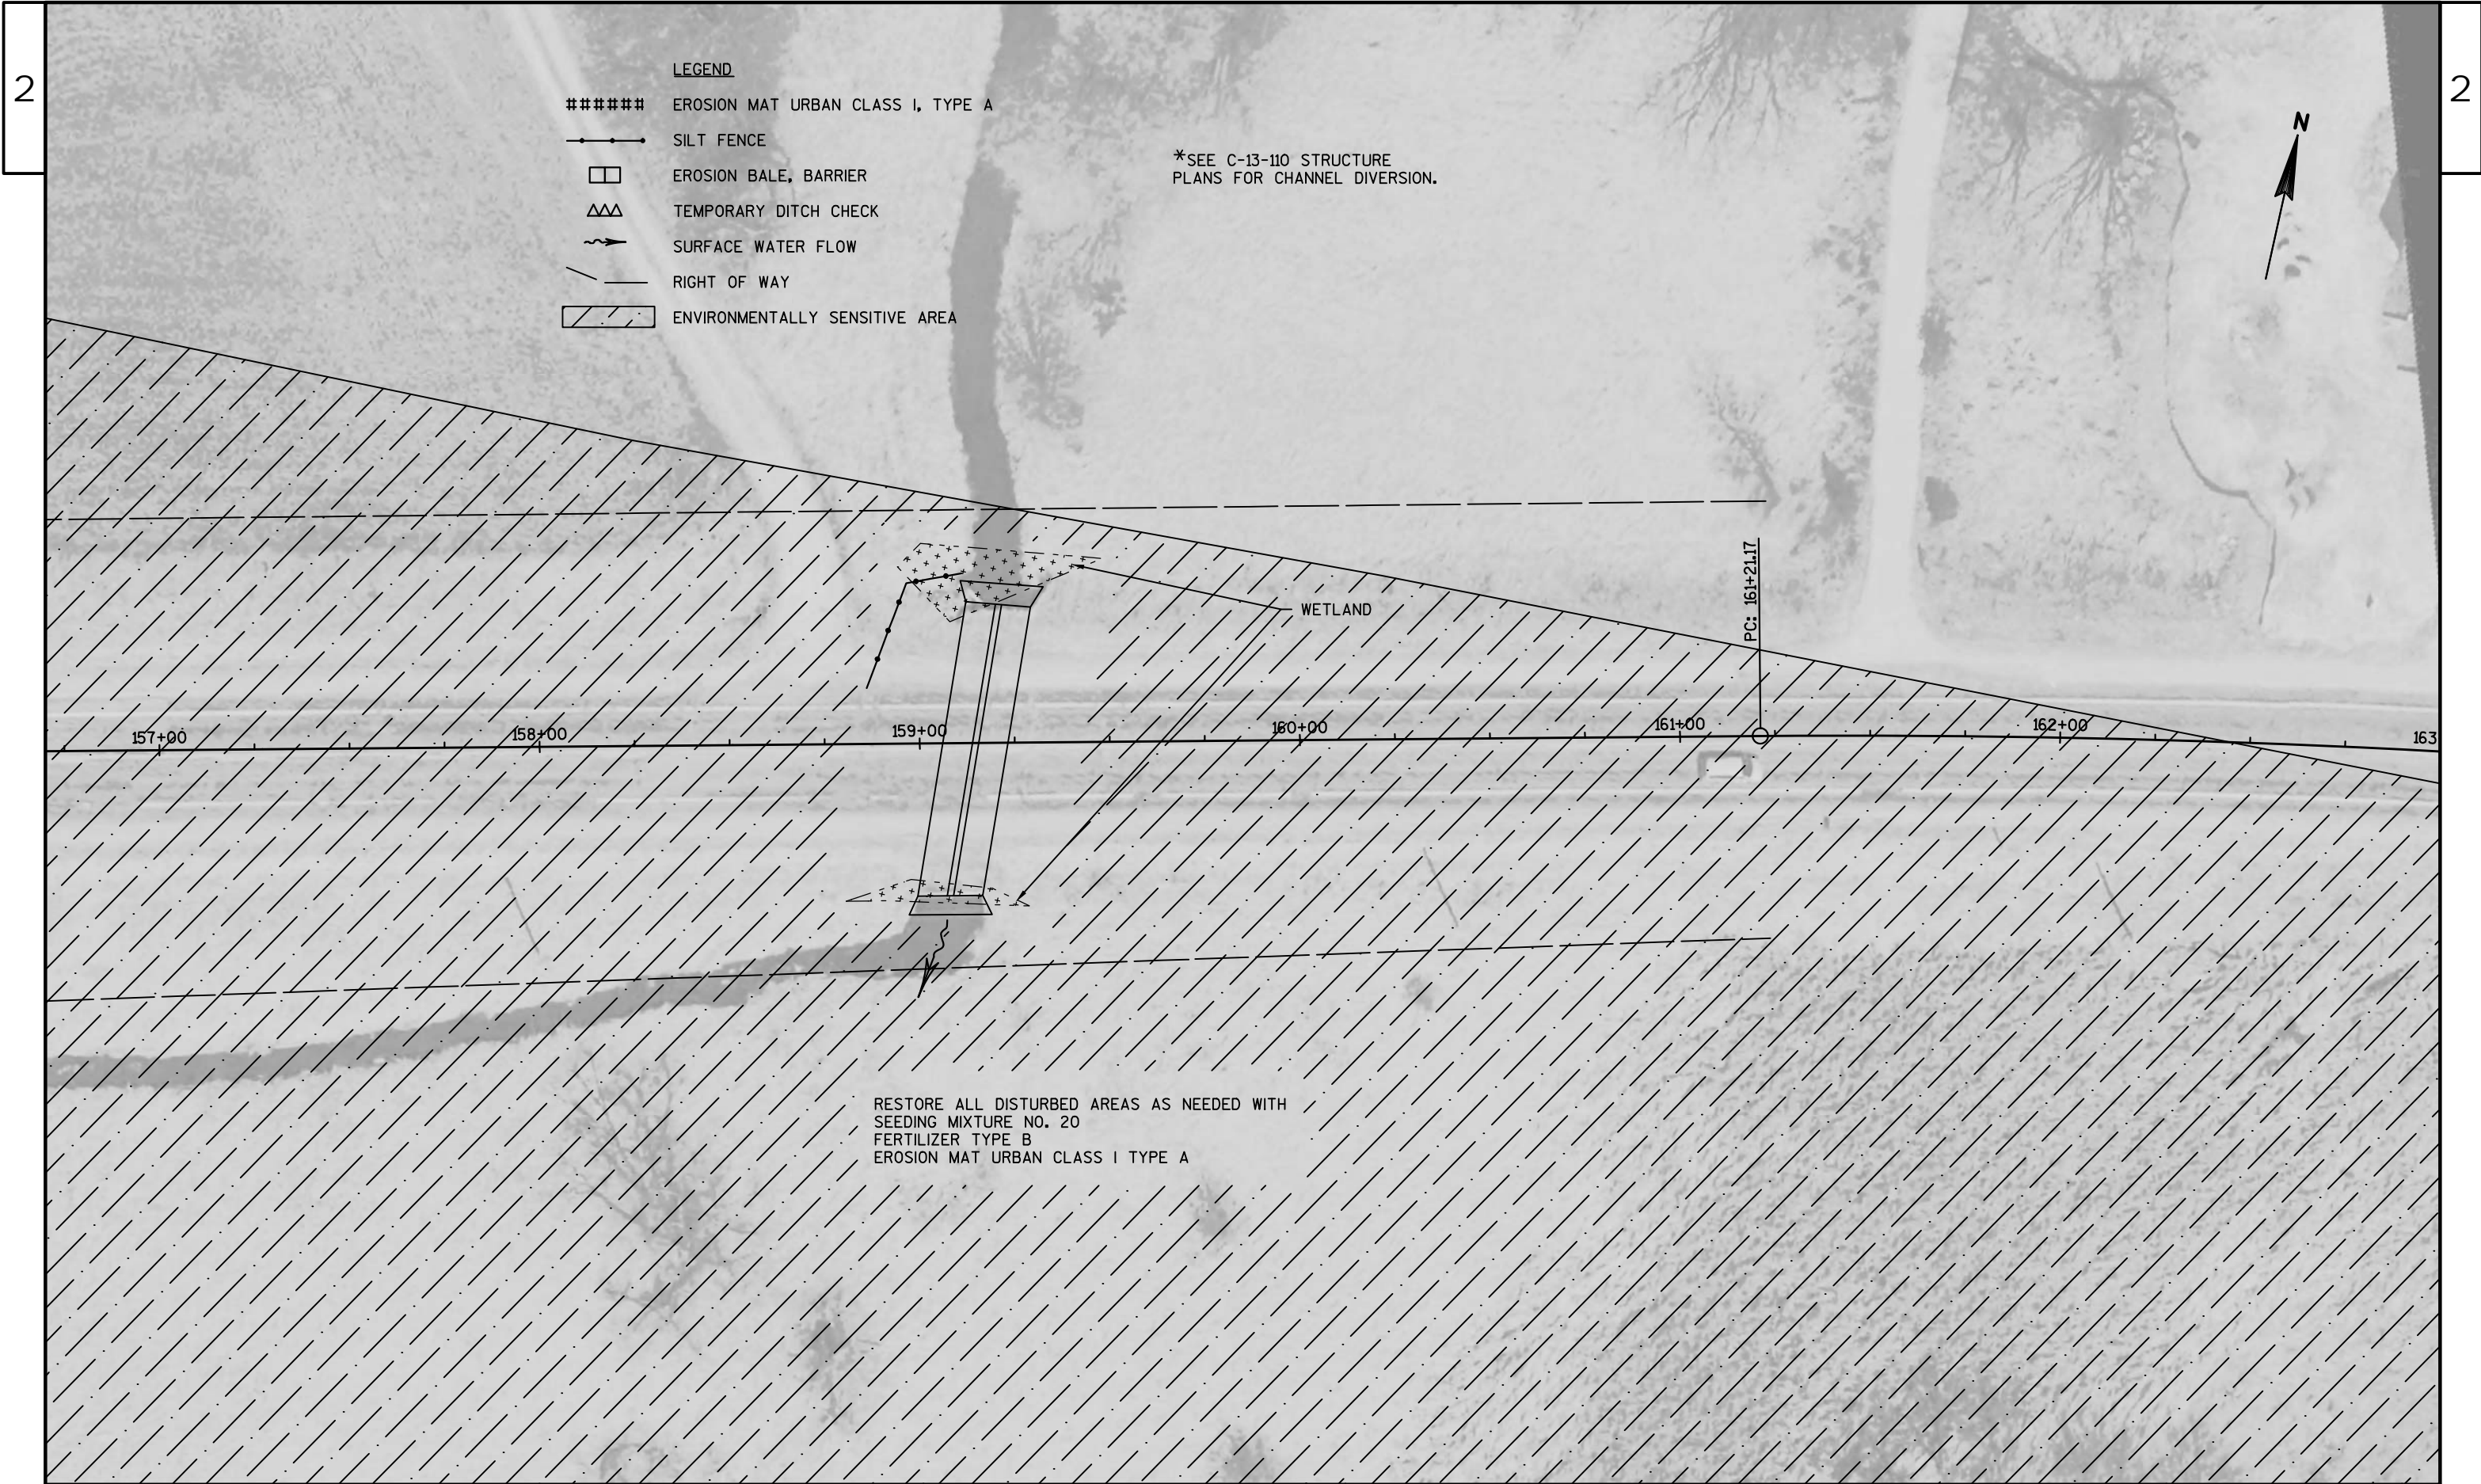 2
2
LEGEND
###### EROSION MAT URBAN CLASS I, TYPE A
SILT FENCE
EROSION BALE, BARRIER
TEMPORARY DITCH CHECK
SURFACE WATER FLOW
RIGHT OF WAY
ENVIRONMENTALLY SENSITIVE AREA
*SEE C-13-110 STRUCTURE
PLANS FOR CHANNEL DIVERSION.
N
WETLAND
PC: 161+21.17
157+00
158+00
159+00
160+00
161+00
162+00
163
RESTORE ALL DISTURBED AREAS AS NEEDED WITH
SEEDING MIXTURE NO. 20
FERTILIZER TYPE B
EROSION MAT URBAN CLASS I TYPE A